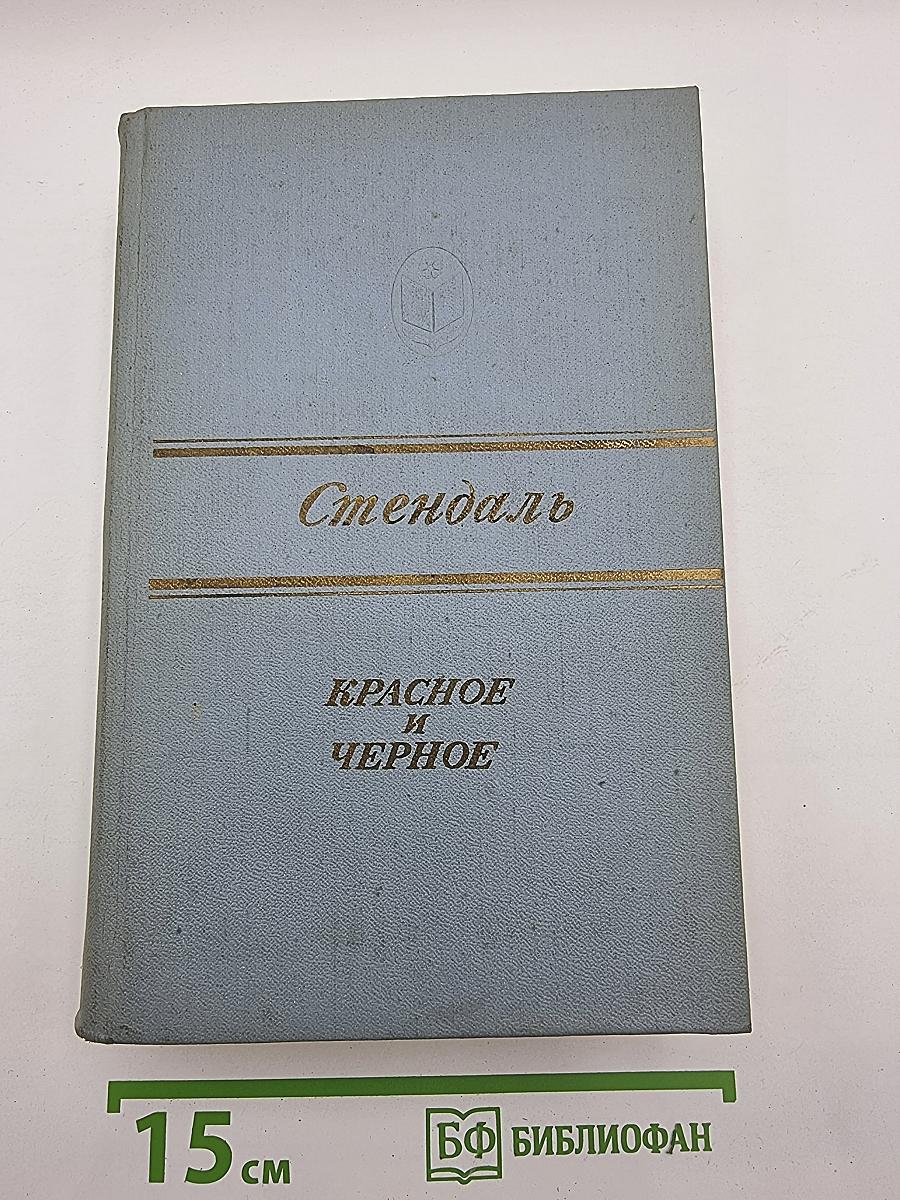 Стендаль
КРАСНОЕ
И
ЧЕРНОЕ
15 см
БФ БИБЛИОФАН